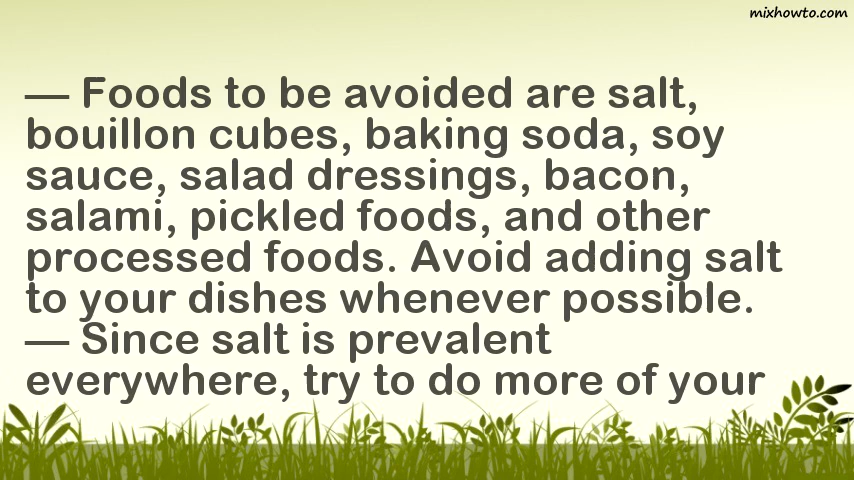 mixhowto.com
— Foods to be avoided are salt,
bouillon cubes, baking soda, soy
sauce, salad dressings, bacon,
salami, pickled foods, and other
processed foods. Avoid adding salt
to your dishes whenever possible.
— Since salt is prevalent
everywhere, try to do more of your